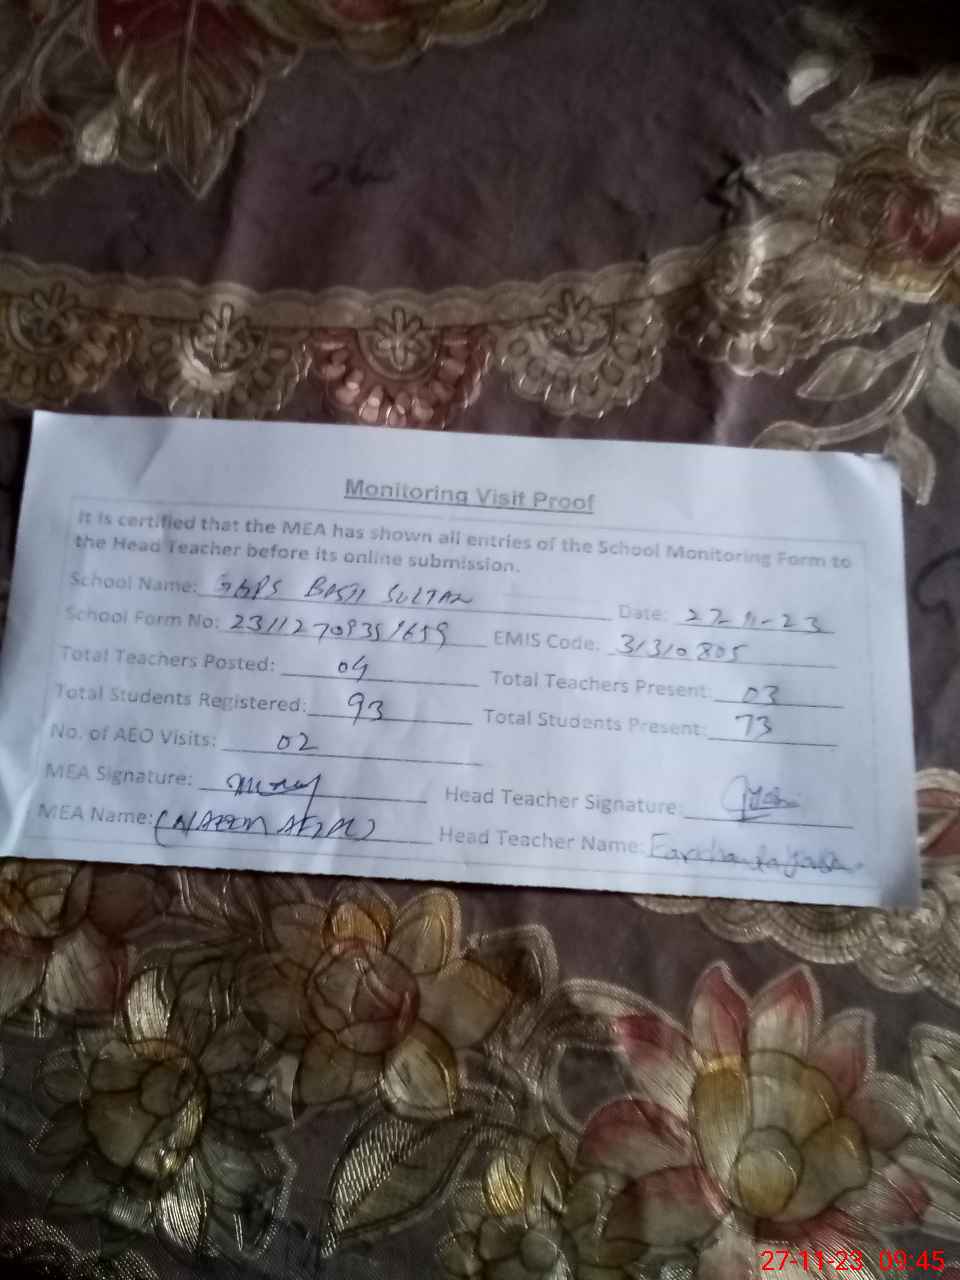 Monitoring Visit Proof
It is certified that the MEA has shown all entries of the School Monitoring Form to
the Head Teacher before its online submission.
School Name: GGPS BASTI SULTAN Date: 27-11-23
School Form No: EMIS Code: 31310805
Total Teachers Posted: 04 Total Teachers Present: 03
Total Students Registered: 93 Total Students Present: 73
No. of AEO Visits: 02
MEA Signature: Head Teacher Signature:
MEA Name: Head Teacher Name:
27-11-23 09:45